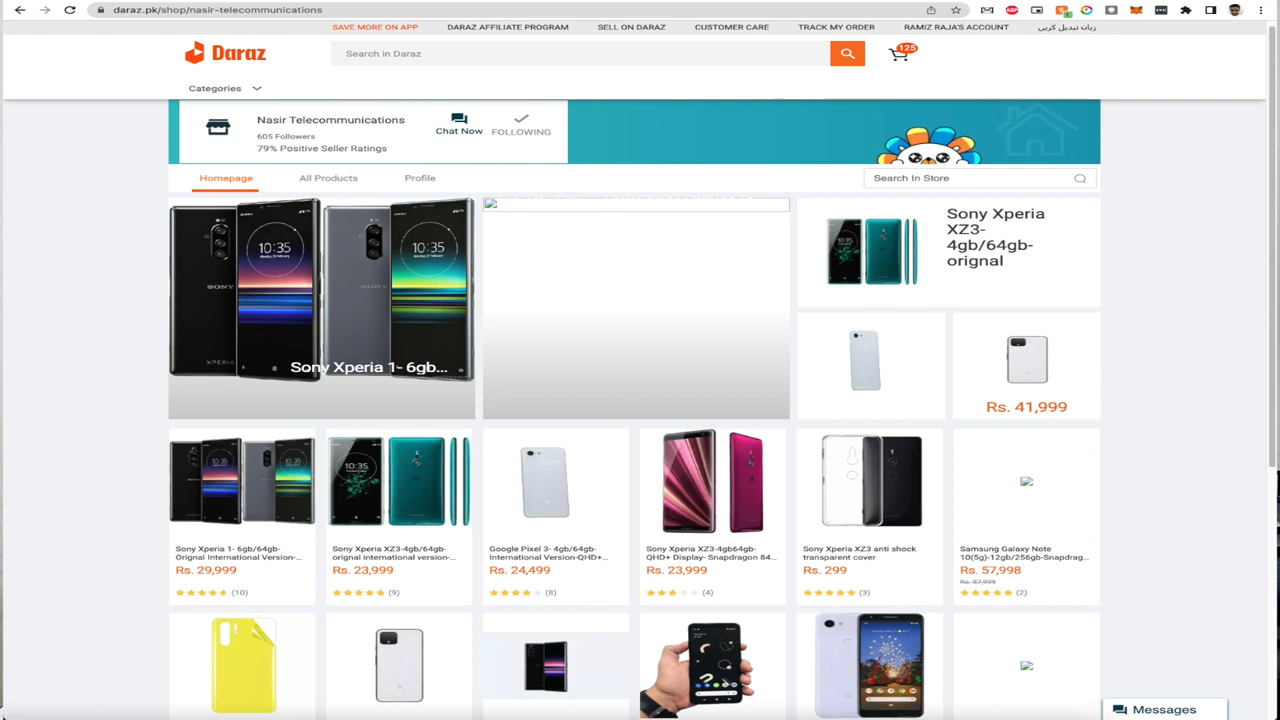 daraz.pk/shop/nasir-telecommunications
SAVE MORE ON APP
DARAZ AFFILIATE PROGRAM
SELL ON DARAZ
CUSTOMER CARE
TRACK MY ORDER
RAMIZ RAJA'S ACCOUNT
زبان تبدیل کریں
Daraz
Search in Daraz
125
Categories
Nasir Telecommunications
605 Followers
79% Positive Seller Ratings
Chat Now
FOLLOWING
Homepage
All Products
Profile
Search In Store
10:35
10:35
SONY
SONY
XPERIA
Sony Xperia 1- 6gb...
Sony Xperia
XZ3-
4gb/64gb-
orignal
Rs. 41,999
Sony Xperia 1- 6gb/64gb-
Orignal International Version-...
Rs. 29,999
(10)
Sony Xperia XZ3-4gb/64gb-
orignal international version-...
Rs. 23,999
(9)
Google Pixel 3- 4gb/64gb-
International Version-QHD+...
Rs. 24,499
(8)
Sony Xperia XZ3-4gb64gb-
QHD+ Display- Snapdragon 84...
Rs. 23,999
(4)
Sony Xperia XZ3 anti shock
transparent cover
Rs. 299
(3)
Samsung Galaxy Note
10(5g)-12gb/256gb-Snapdrag...
Rs. 57,998
Rs. 57,999
(2)
Messages